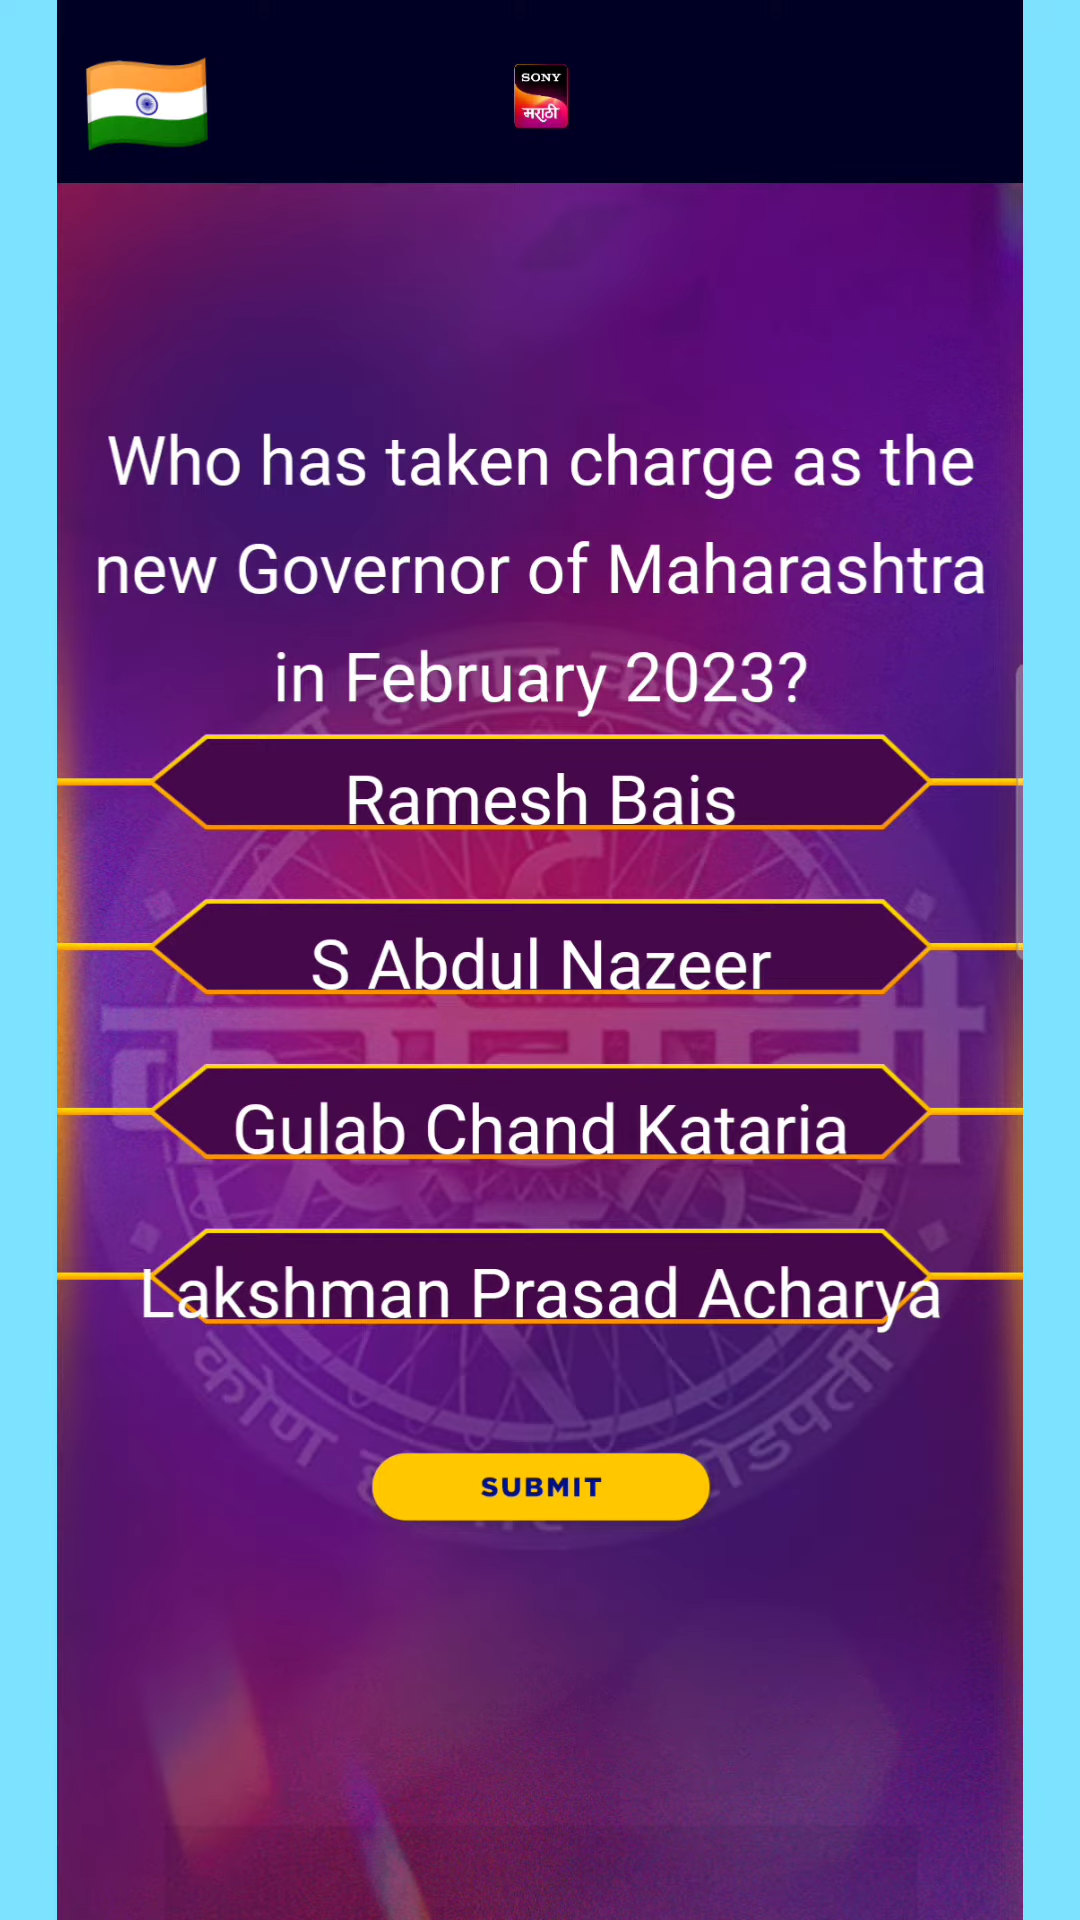 SONY
मराठी
Who has taken charge as the
new Governor of Maharashtra
in February 2023?
Ramesh Bais
S Abdul Nazeer
Gulab Chand Kataria
Lakshman Prasad Acharya
कोण
SUBMIT